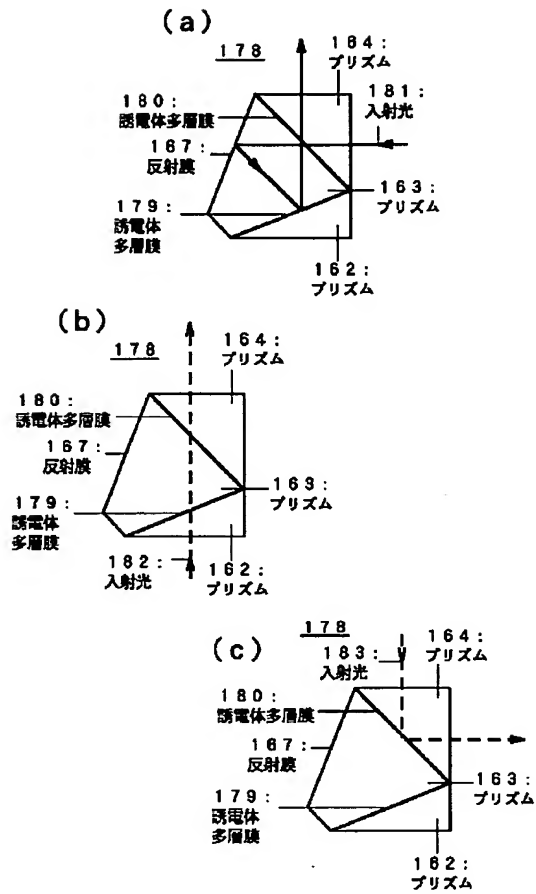 (a)
178
164:
プリズム
180:
誘電体多層膜
181:
入射光
167:
反射膜
179:
誘電体
多層膜
163:
プリズム
162:
プリズム
(b)
178
164:
プリズム
180:
誘電体多層膜
167:
反射膜
163:
プリズム
179:
誘電体
多層膜
182:
入射光
162:
プリズム
(c)
178
183:
入射光
164:
プリズム
180:
誘電体多層膜
167:
反射膜
163:
プリズム
179:
誘電体
多層膜
162:
プリズム